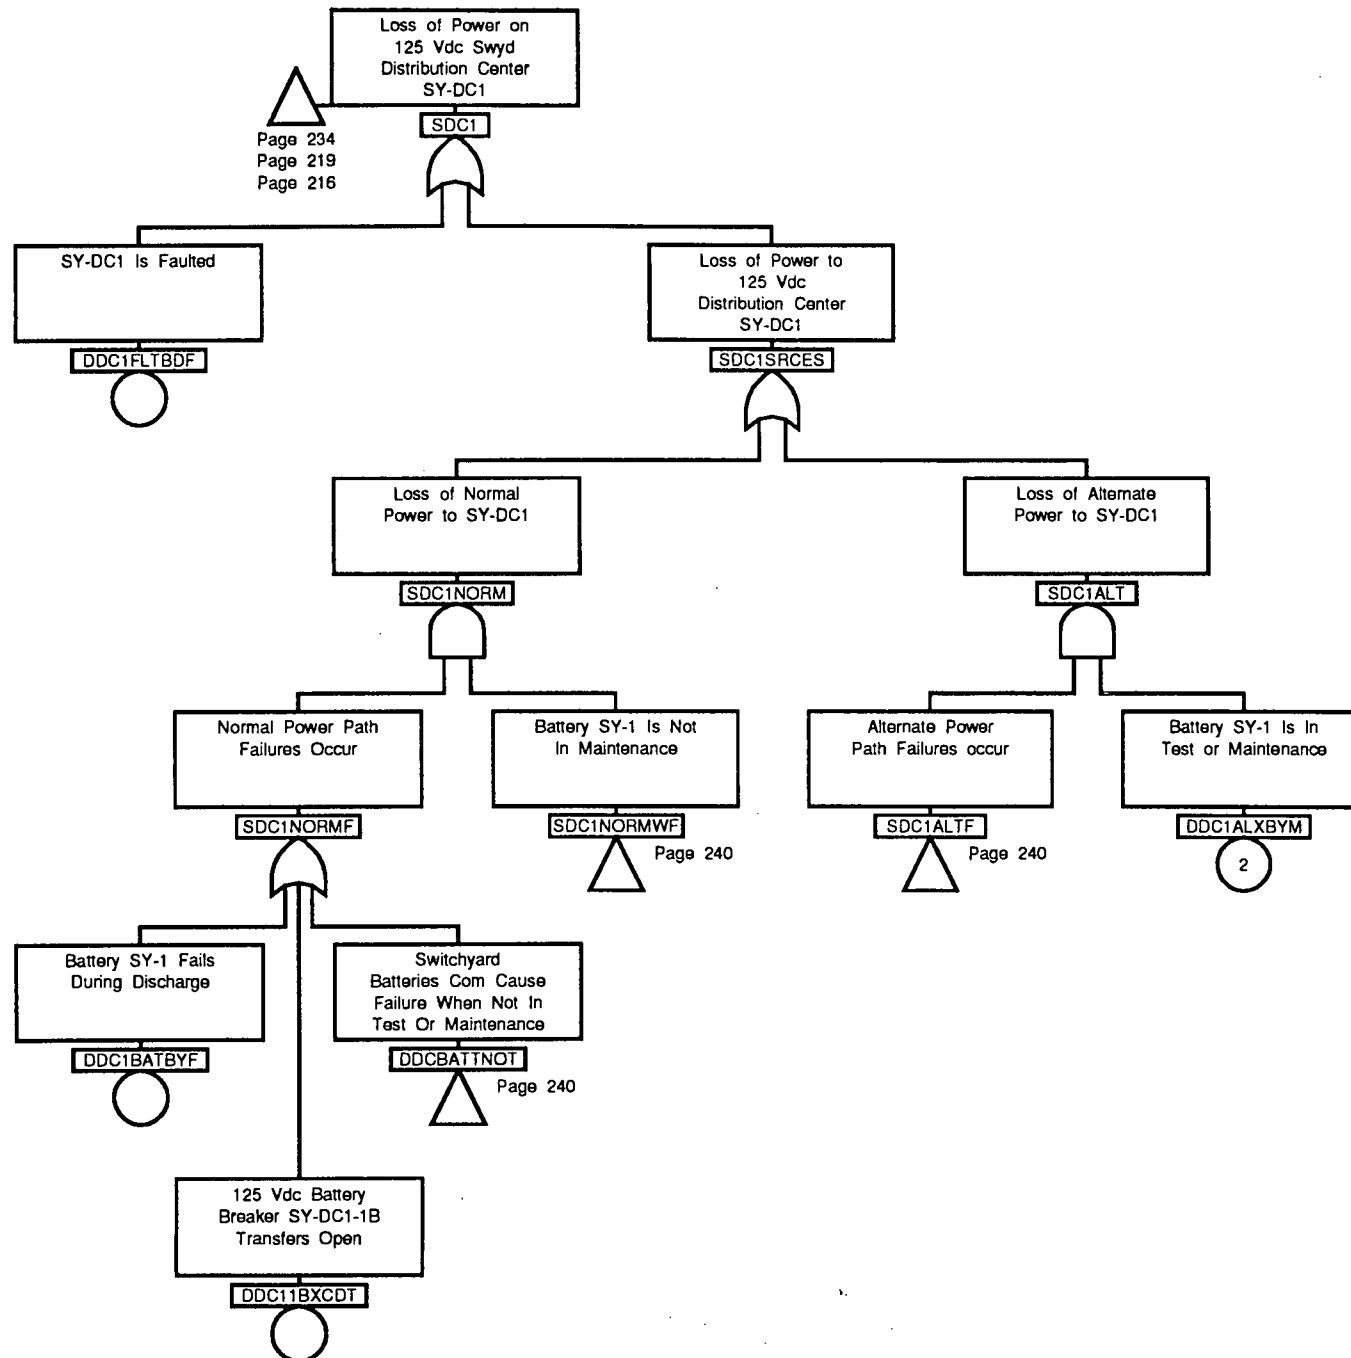 Loss of Power on
125 Vdc Swyd
Distribution Center
SY-DC1
SDC1
Page 234
Page 219
Page 216
SY-DC1 Is Faulted
DDC1FLTBDF
Loss of Power to
125 Vdc
Distribution Center
SY-DC1
SDC1SRCES
Loss of Normal
Power to SY-DC1
SDC1NORM
Loss of Alternate
Power to SY-DC1
SDC1ALT
Normal Power Path
Failures Occur
SDC1NORMF
Battery SY-1 Is Not
In Maintenance
SDC1NORMWF
Page 240
Alternate Power
Path Failures occur
SDC1ALTF
Page 240
Battery SY-1 Is In
Test or Maintenance
DDC1ALXBYM
2
Battery SY-1 Fails
During Discharge
DDC1BATBYF
Switchyard
Batteries Com Cause
Failure When Not In
Test Or Maintenance
DDCBATTNOT
Page 240
125 Vdc Battery
Breaker SY-DC1-1B
Transfers Open
DDC11BXCDT